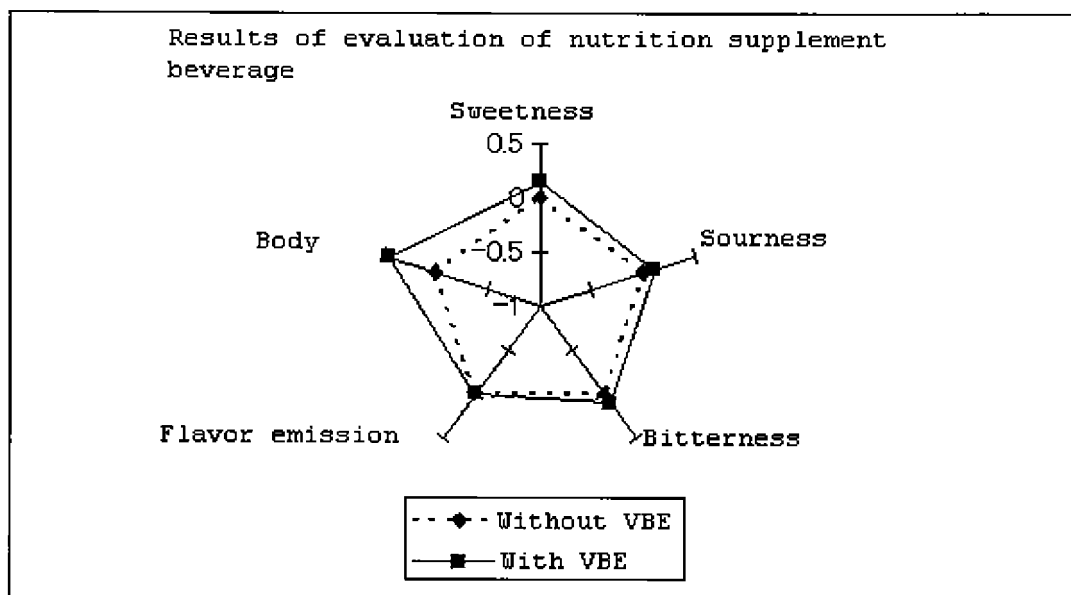 Results of evaluation of nutrition supplement
beverage
Sweetness
0.5
0
Body
Sourness
-0.5
-1
Flavor emission
Bitterness
Without VBE
With VBE